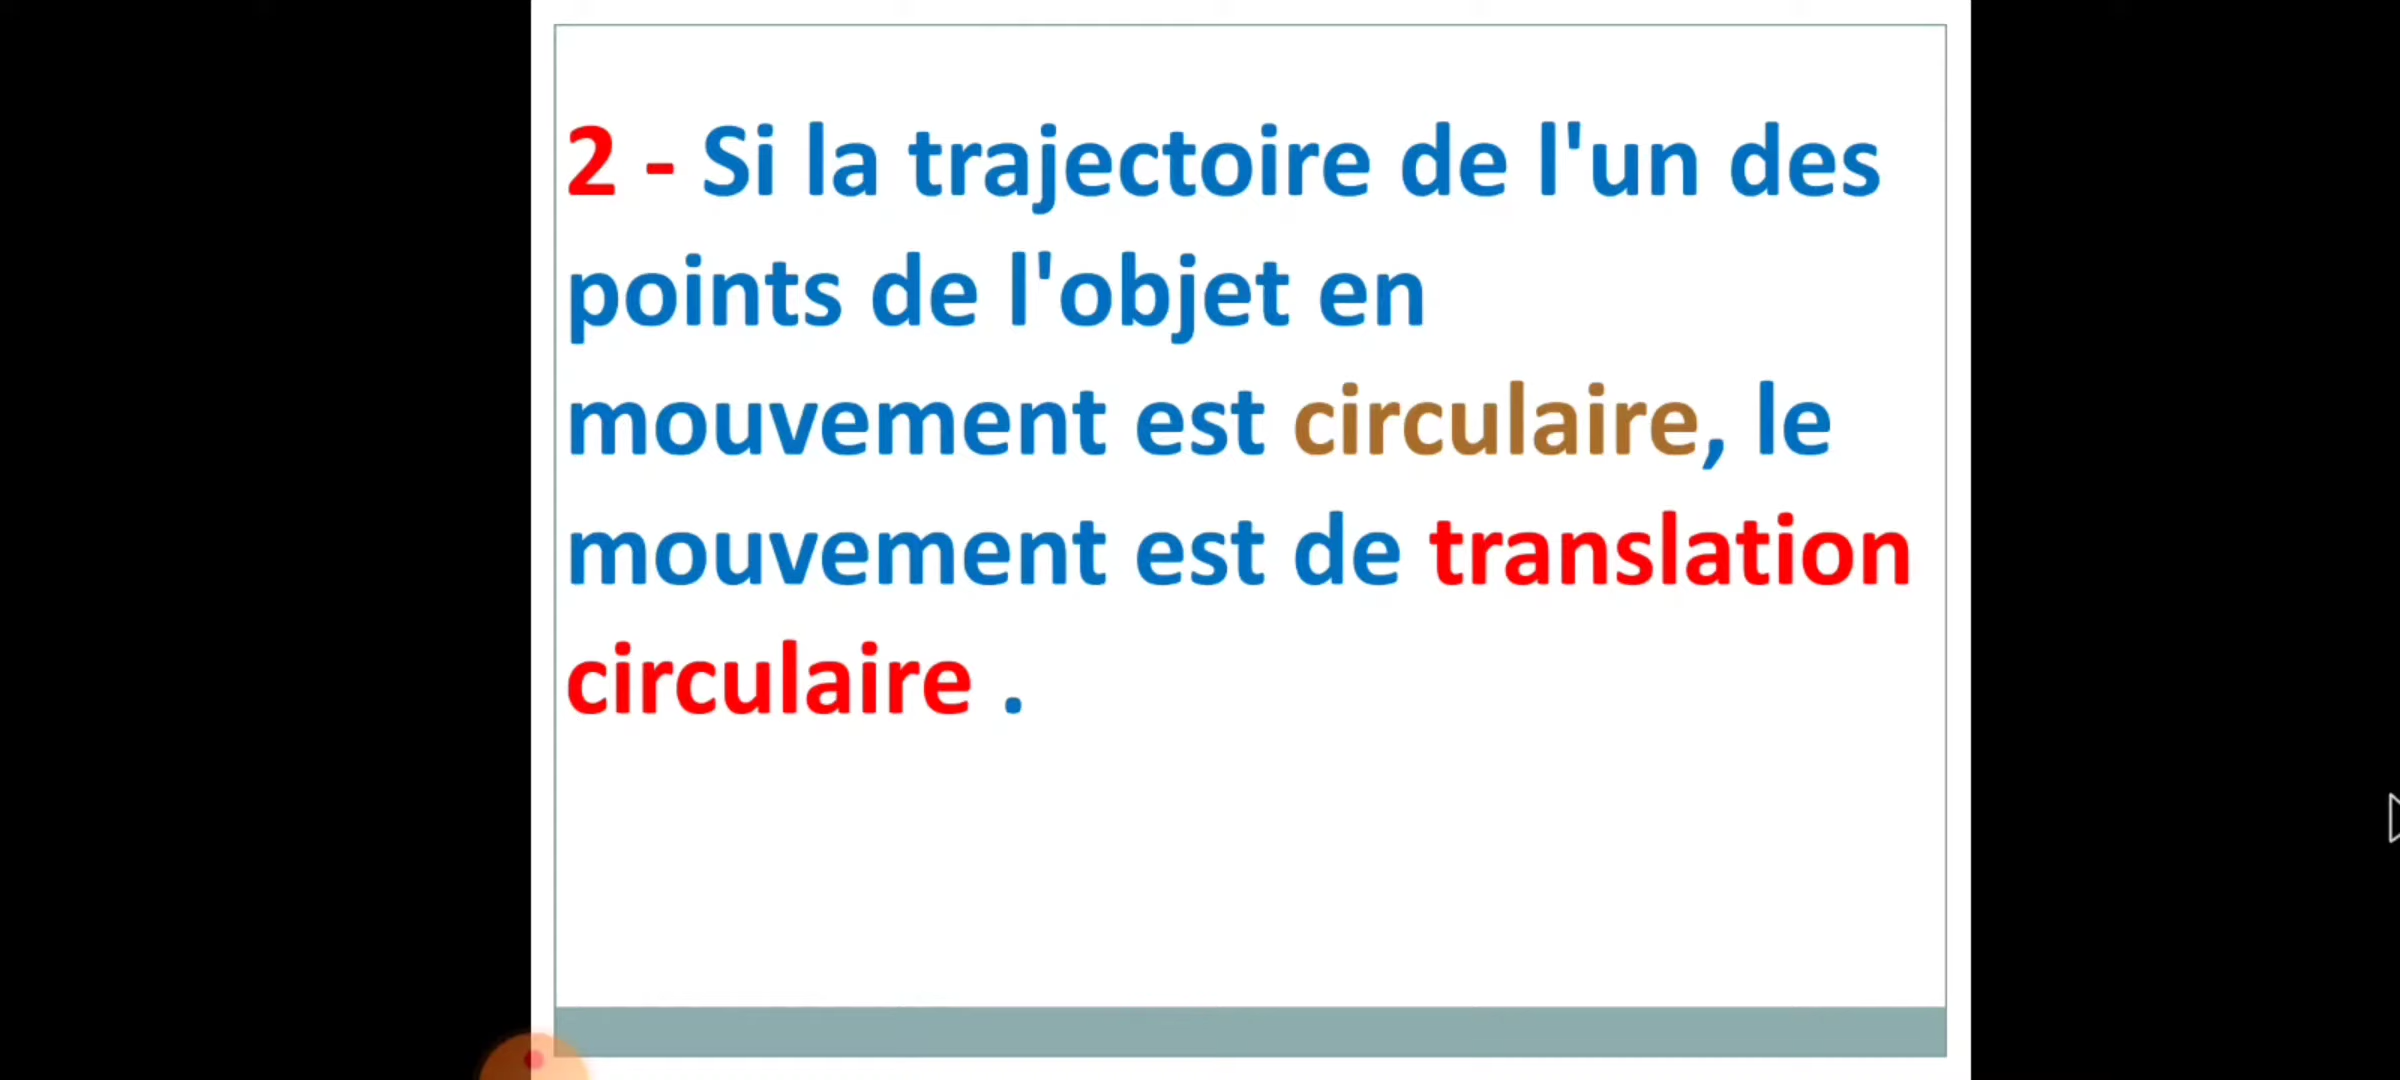 2 - Si la trajectoire de l'un des
points de l'objet en
mouvement est circulaire, le
mouvement est de translation
circulaire .